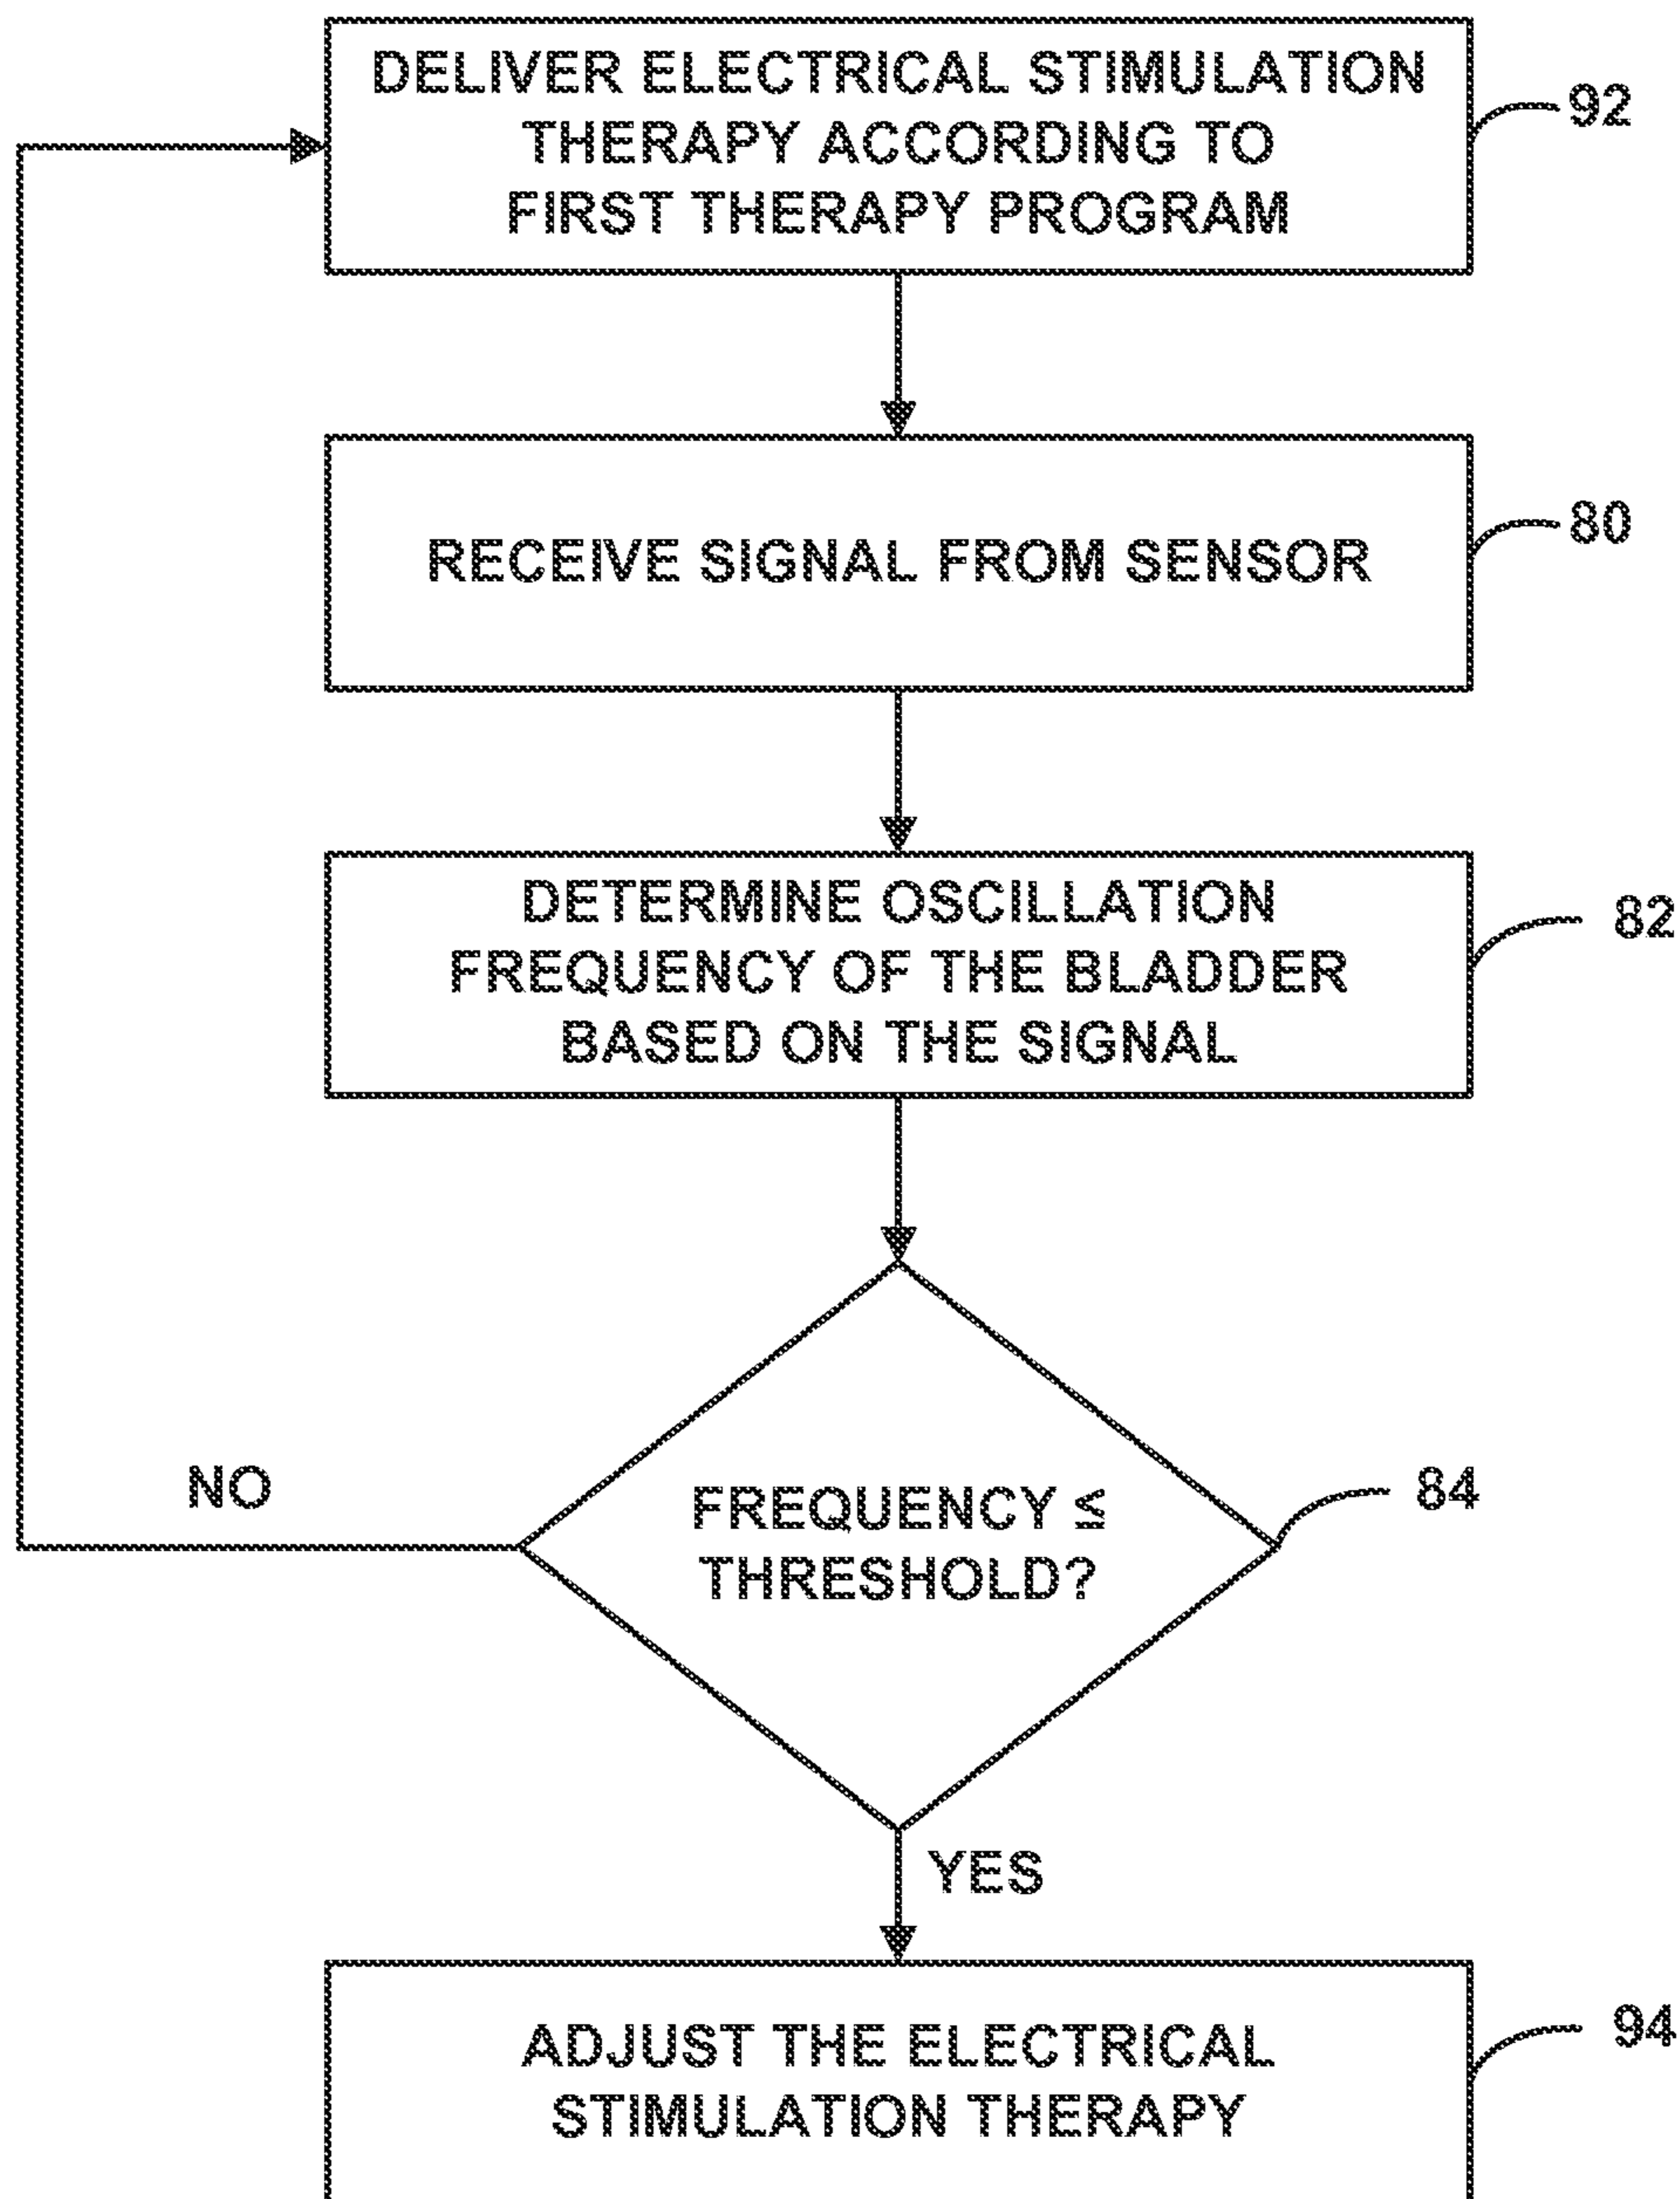 DELIVER ELECTRICAL STIMULATION
THERAPY ACCORDING TO
FIRST THERAPY PROGRAM
92
RECEIVE SIGNAL FROM SENSOR
80
DETERMINE OSCILLATION
FREQUENCY OF THE BLADDER
BASED ON THE SIGNAL
82
NO
FREQUENCY ≤
THRESHOLD?
84
YES
ADJUST THE ELECTRICAL
STIMULATION THERAPY
94